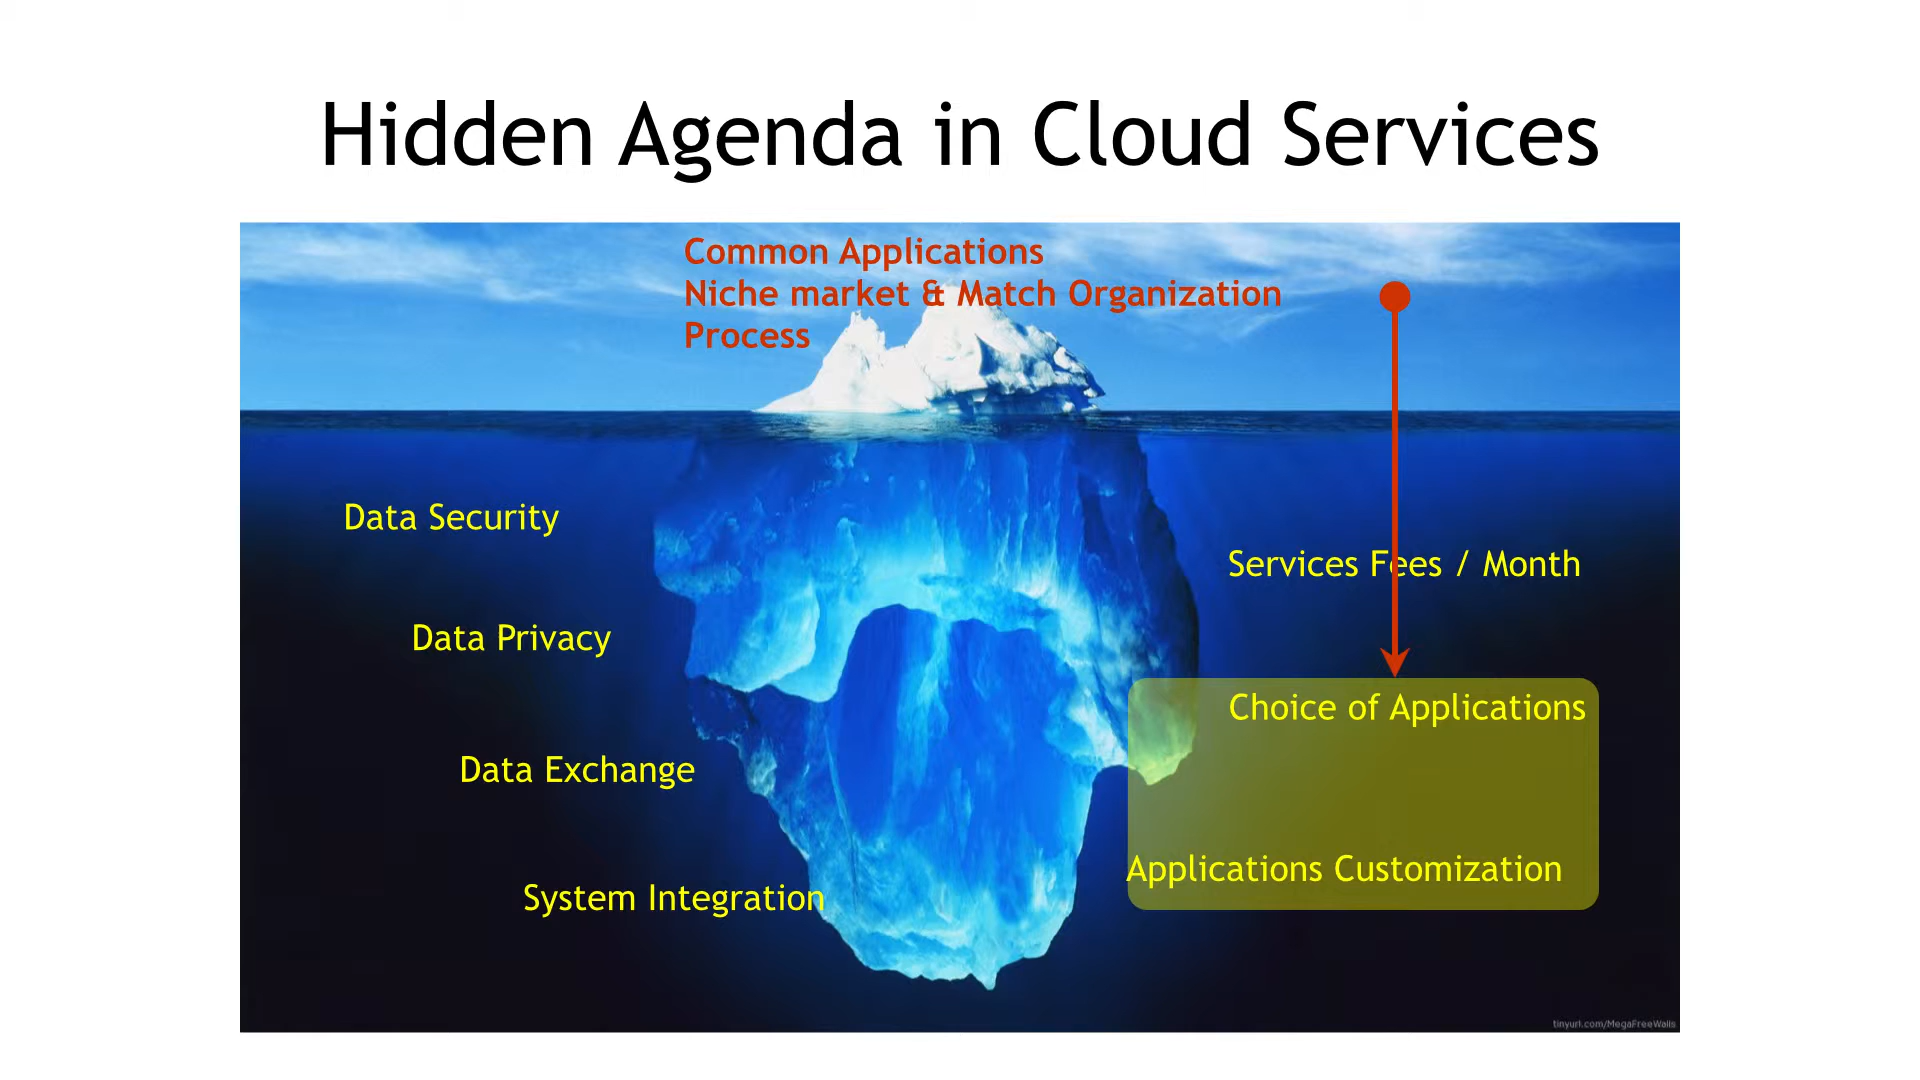 Hidden Agenda in Cloud Services
Common Applications
Niche market & Match Organization
Process
Data Security
Services Fees / Month
Data Privacy
Choice of Applications
Data Exchange
Applications Customization
System Integration
tinyurl.com/MegaFreeWalls